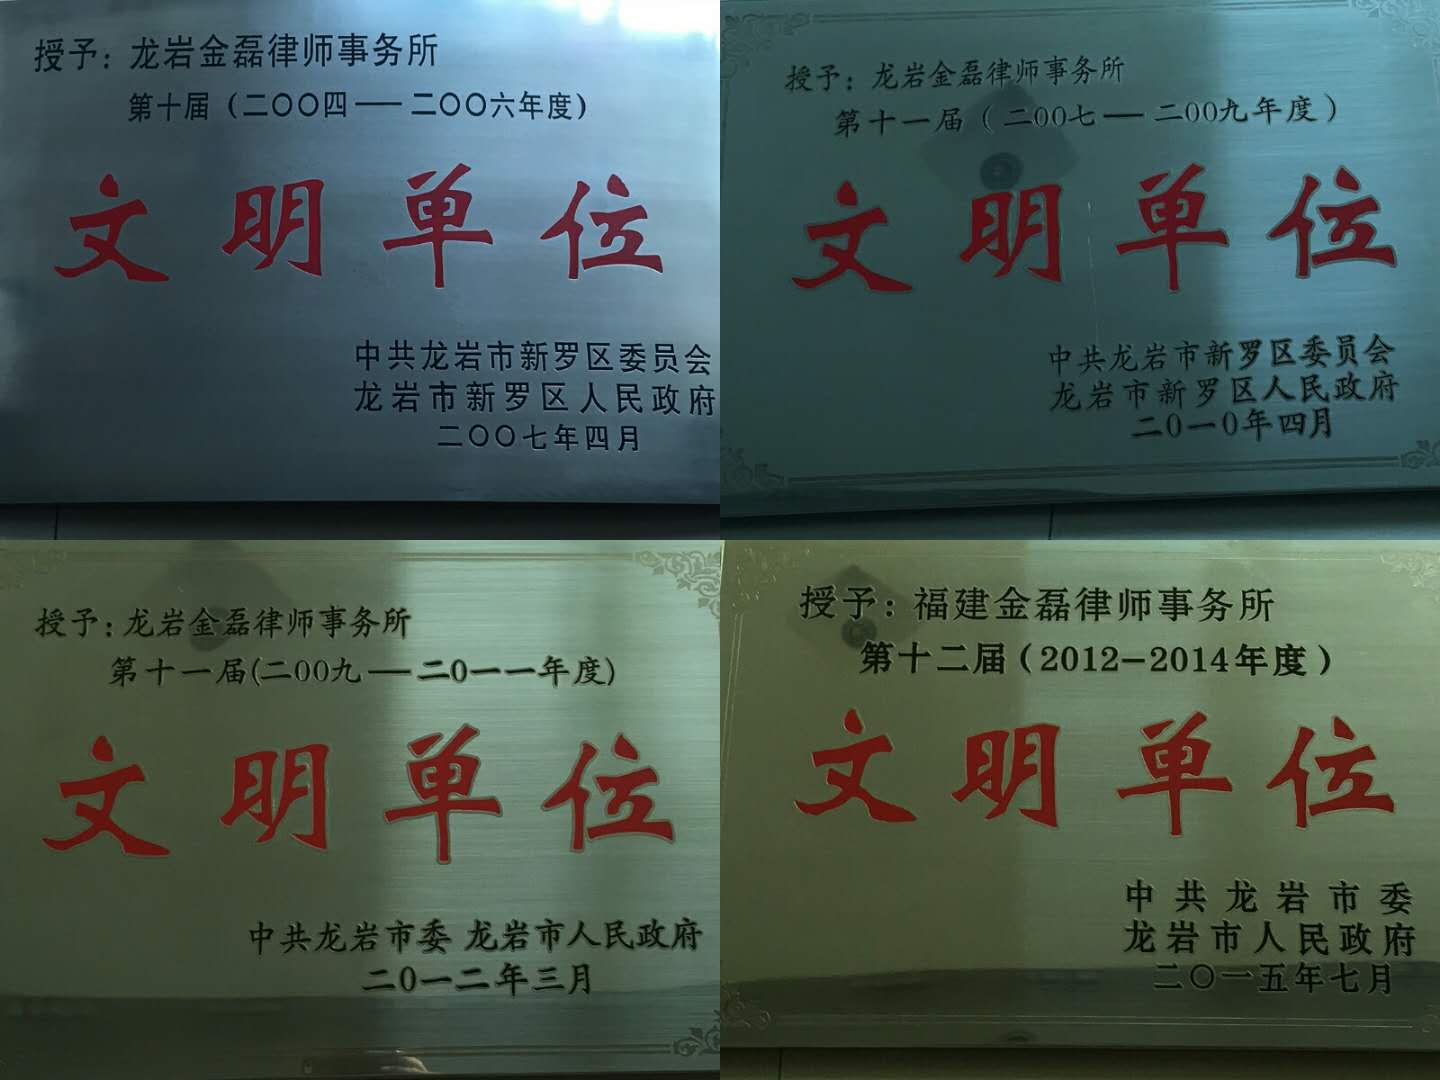 授予：龙岩金磊律师事务所
第十届（二〇〇四——二〇〇六年度）
文明单位
中共龙岩市新罗区委员会
龙岩市新罗区人民政府
二〇〇七年四月
授予：龙岩金磊律师事务所
第十一届（二00七——二00九年度）
文明单位
中共龙岩市新罗区委员会
龙岩市新罗区人民政府
二0一0年四月
授予：龙岩金磊律师事务所
第十一届(二00九——二0一一年度)
文明单位
中共龙岩市委 龙岩市人民政府
二0一二年三月
授予：福建金磊律师事务所
第十二届（2012-2014年度）
文明单位
中共龙岩市委
龙岩市人民政府
二〇一五年七月